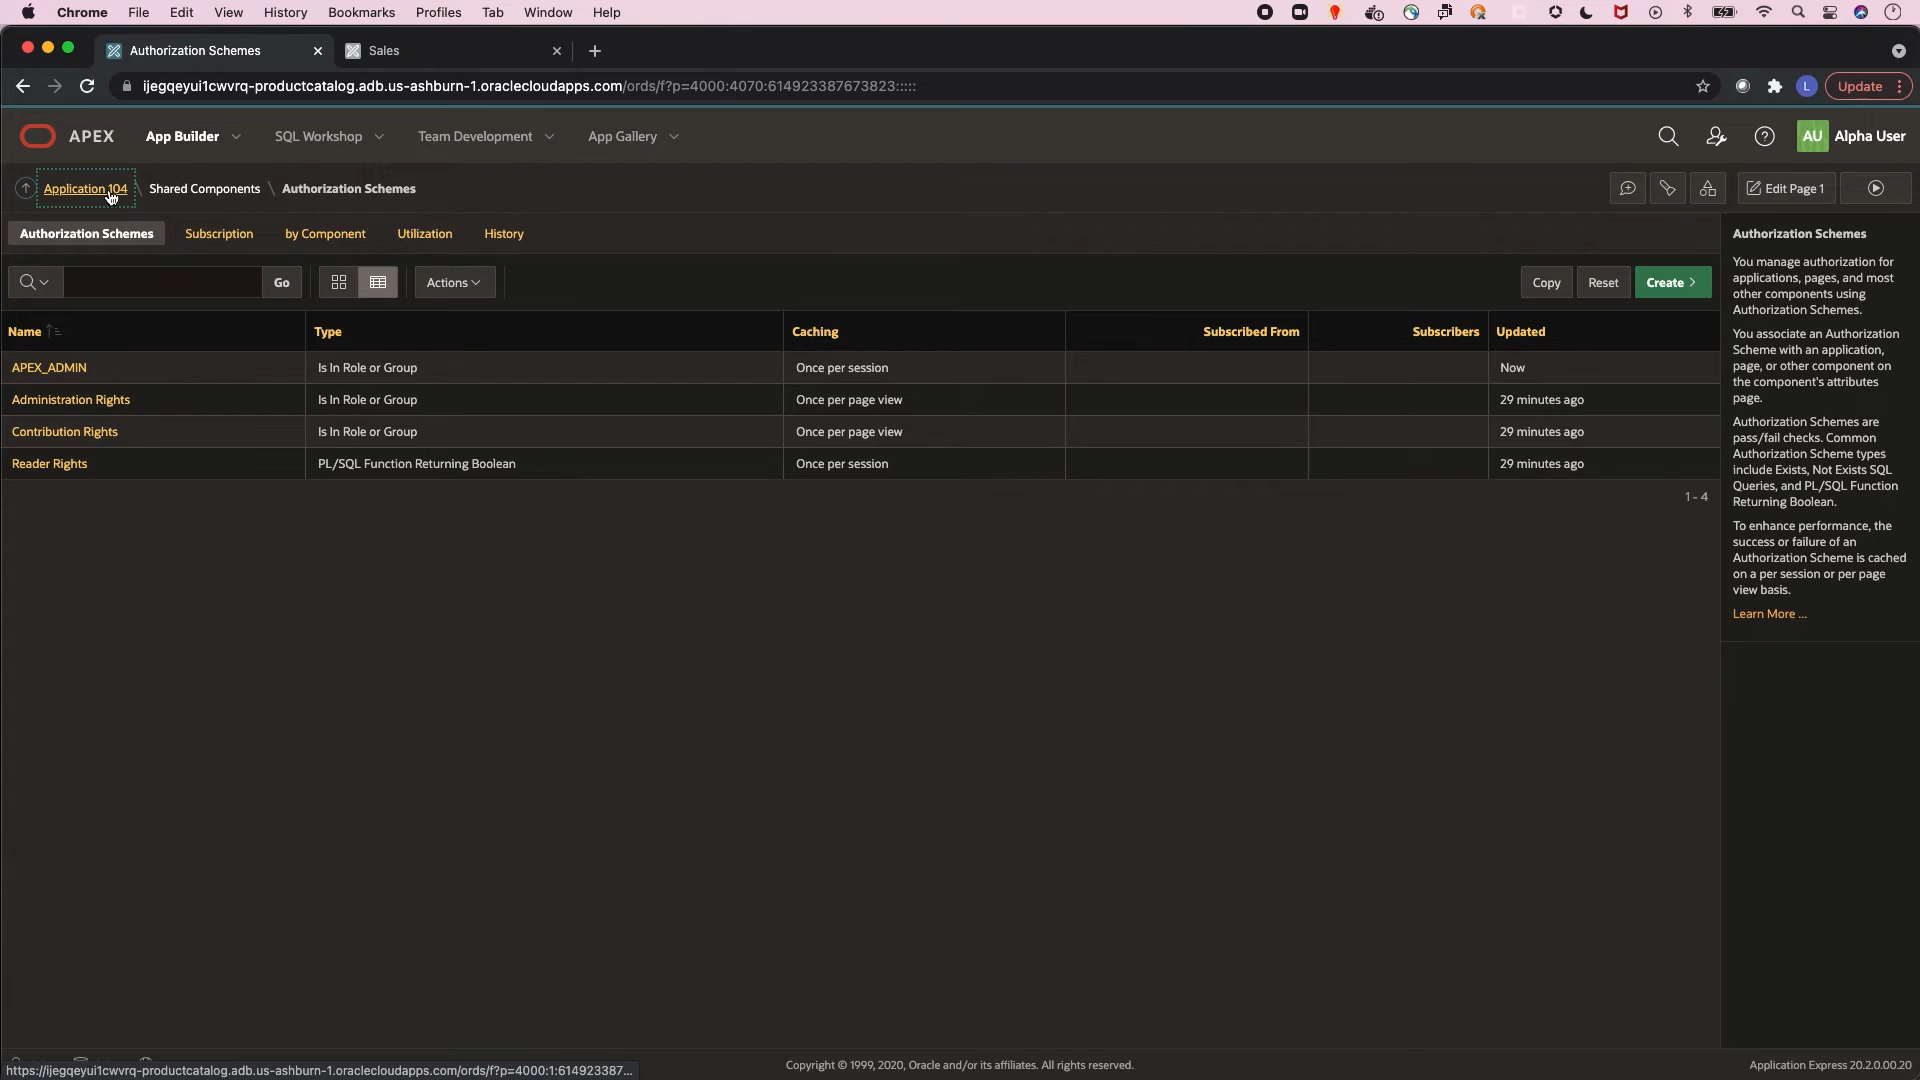 Chrome File Edit View History Bookmarks Profiles Tab Window Help
Authorization Schemes Sales
ijegqeyui1cwvrq-productcatalog.adb.us-ashburn-1.oraclecloudapps.com/ords/f?p=4000:4070:614923387673823::::: L Update
APEX App Builder SQL Workshop Team Development App Gallery AU Alpha User
Application 104 \ Shared Components \ Authorization Schemes Edit Page 1
Authorization Schemes Subscription by Component Utilization History
Go Actions Copy Reset Create >
Name Type Caching Subscribed From Subscribers Updated
APEX_ADMIN Is In Role or Group Once per session Now
Administration Rights Is In Role or Group Once per page view 29 minutes ago
Contribution Rights Is In Role or Group Once per page view 29 minutes ago
Reader Rights PL/SQL Function Returning Boolean Once per session 29 minutes ago
1 - 4
Authorization Schemes
You manage authorization for
applications, pages, and most
other components using
Authorization Schemes.
You associate an Authorization
Scheme with an application,
page, or other component on
the component's attributes
page.
Authorization Schemes are
pass/fail checks. Common
Authorization Scheme types
include Exists, Not Exists SQL
Queries, and PL/SQL Function
Returning Boolean.
To enhance performance, the
success or failure of an
Authorization Scheme is cached
on a per session or per page
view basis.
Learn More ...
https://ijegqeyui1cwvrq-productcatalog.adb.us-ashburn-1.oraclecloudapps.com/ords/f?p=4000:1:614923387... Copyright © 1999, 2020, Oracle and/or its affiliates. All rights reserved. Application Express 20.2.0.00.20